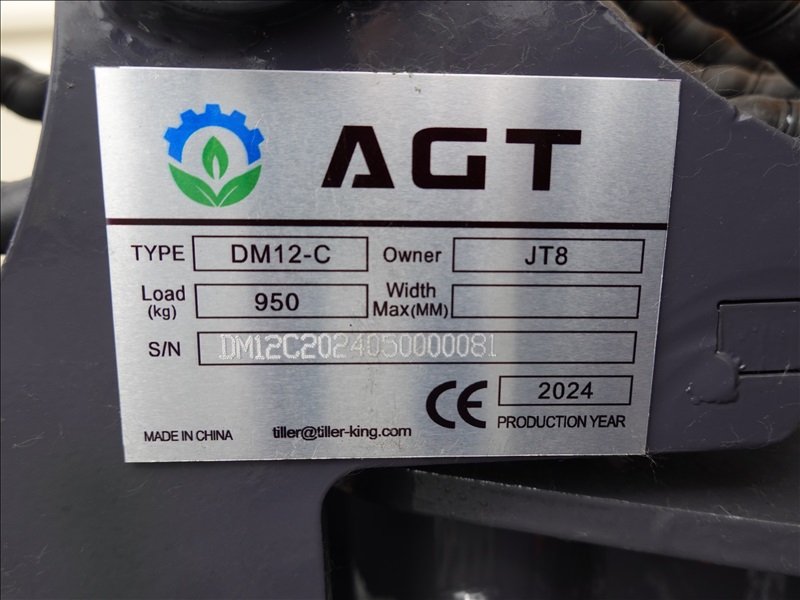 AGT
TYPE DM12-C Owner JT8
Load (kg) 950 Width Max(MM)
S/N DM12C2024050000081
CE 2024
PRODUCTION YEAR
MADE IN CHINA tiller@tiller-king.com